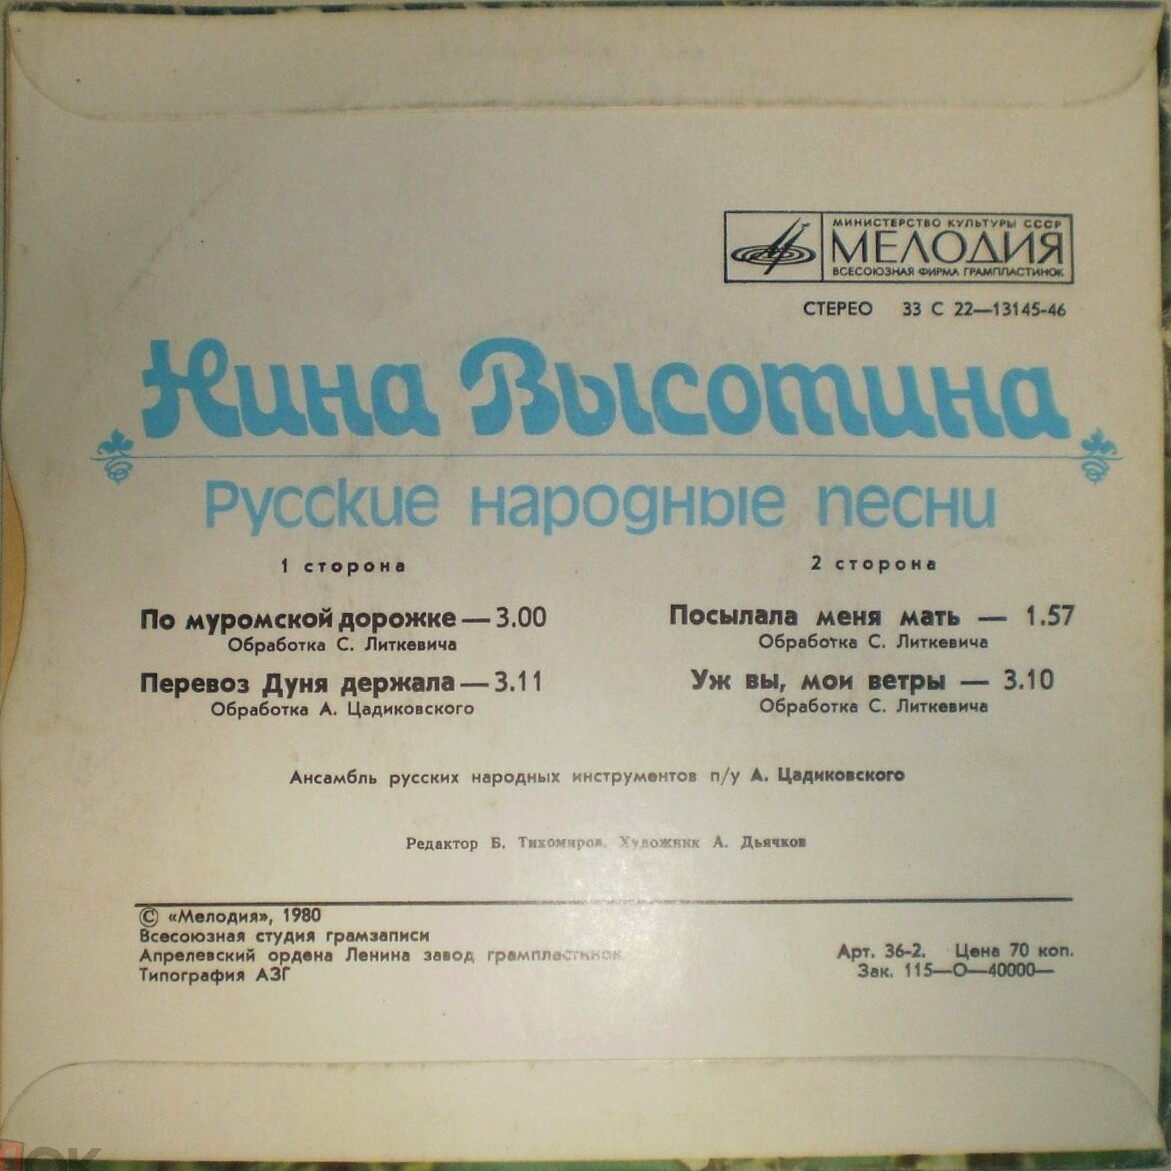 МИНИСТЕРСТВО КУЛЬТУРЫ СССР
МЕЛОДИЯ
ВСЕСОЮЗНАЯ ФИРМА ГРАМПЛАСТИНОК
СТЕРЕО 33 С 22—13145-46
Нина Высотина
Русские народные песни
1 сторона
По муромской дорожке — 3.00
Обработка С. Литкевича
Перевоз Дуня держала — 3.11
Обработка А. Цадиковского
2 сторона
Посылала меня мать — 1.57
Обработка С. Литкевича
Уж вы, мои ветры — 3.10
Обработка С. Литкевича
Ансамбль русских народных инструментов п/у А. Цадиковского
Редактор Б. Тихомиров. Художник А. Дьячков
© «Мелодия», 1980
Всесоюзная студия грамзаписи
Апрелевский ордена Ленина завод грампластинок
Типография АЗГ
Арт. 36-2. Цена 70 коп.
Зак. 115—О—40000—